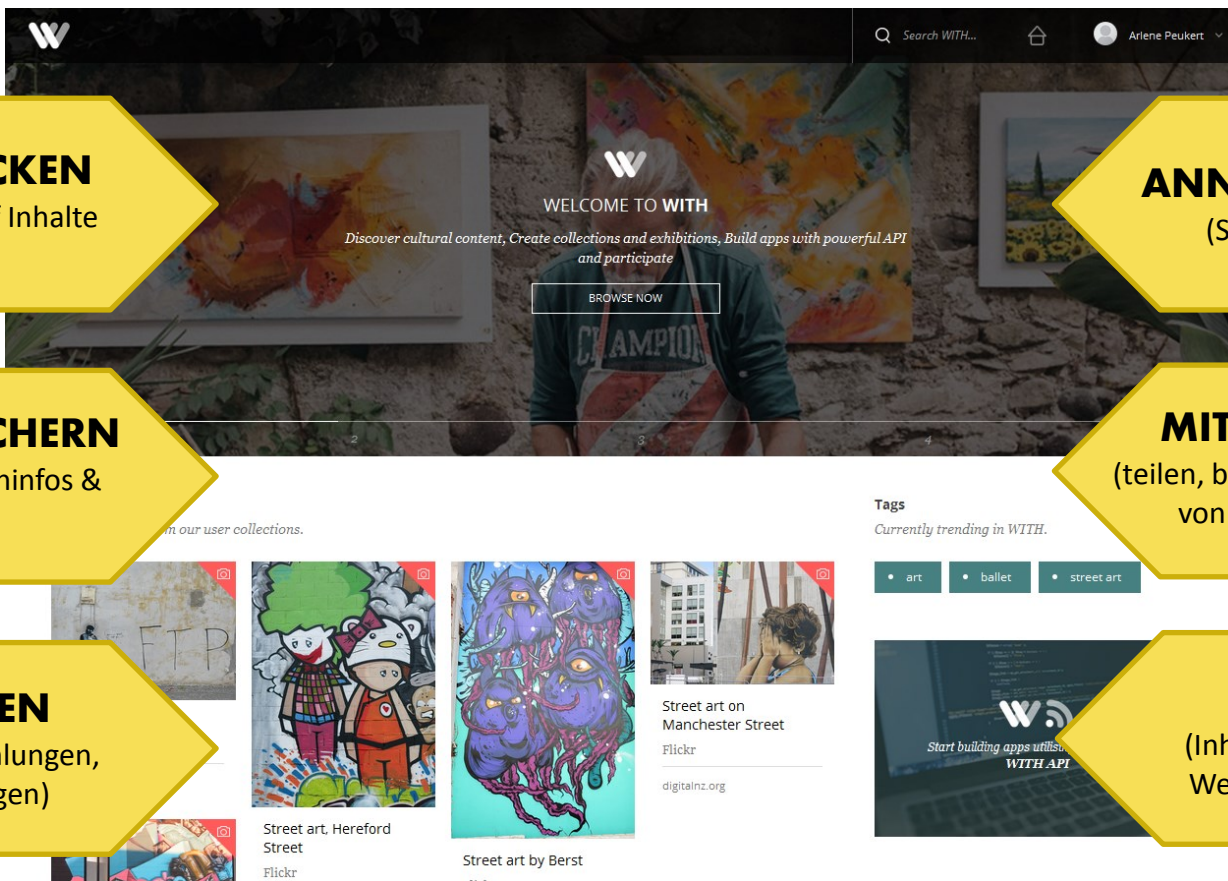 Search WITH...
Arlene Peukert
CKEN
Inhalte
ANN
(S
WELCOME TO WITH
Discover cultural content, Create collections and exhibitions, Build apps with powerful API
and participate
BROWSE NOW
CHAMPION
CHERN
ninfos &
2
3
4
MIT
(teilen, b
von
m our user collections.
Tags
Currently trending in WITH.
art
ballet
street art
FTP
EN
lungen,
gen)
Street art on
Manchester Street
Flickr
digitalnz.org
Start building apps utilis
WITH API
(Inh
We
Street art, Hereford
Street
Flickr
Street art by Berst